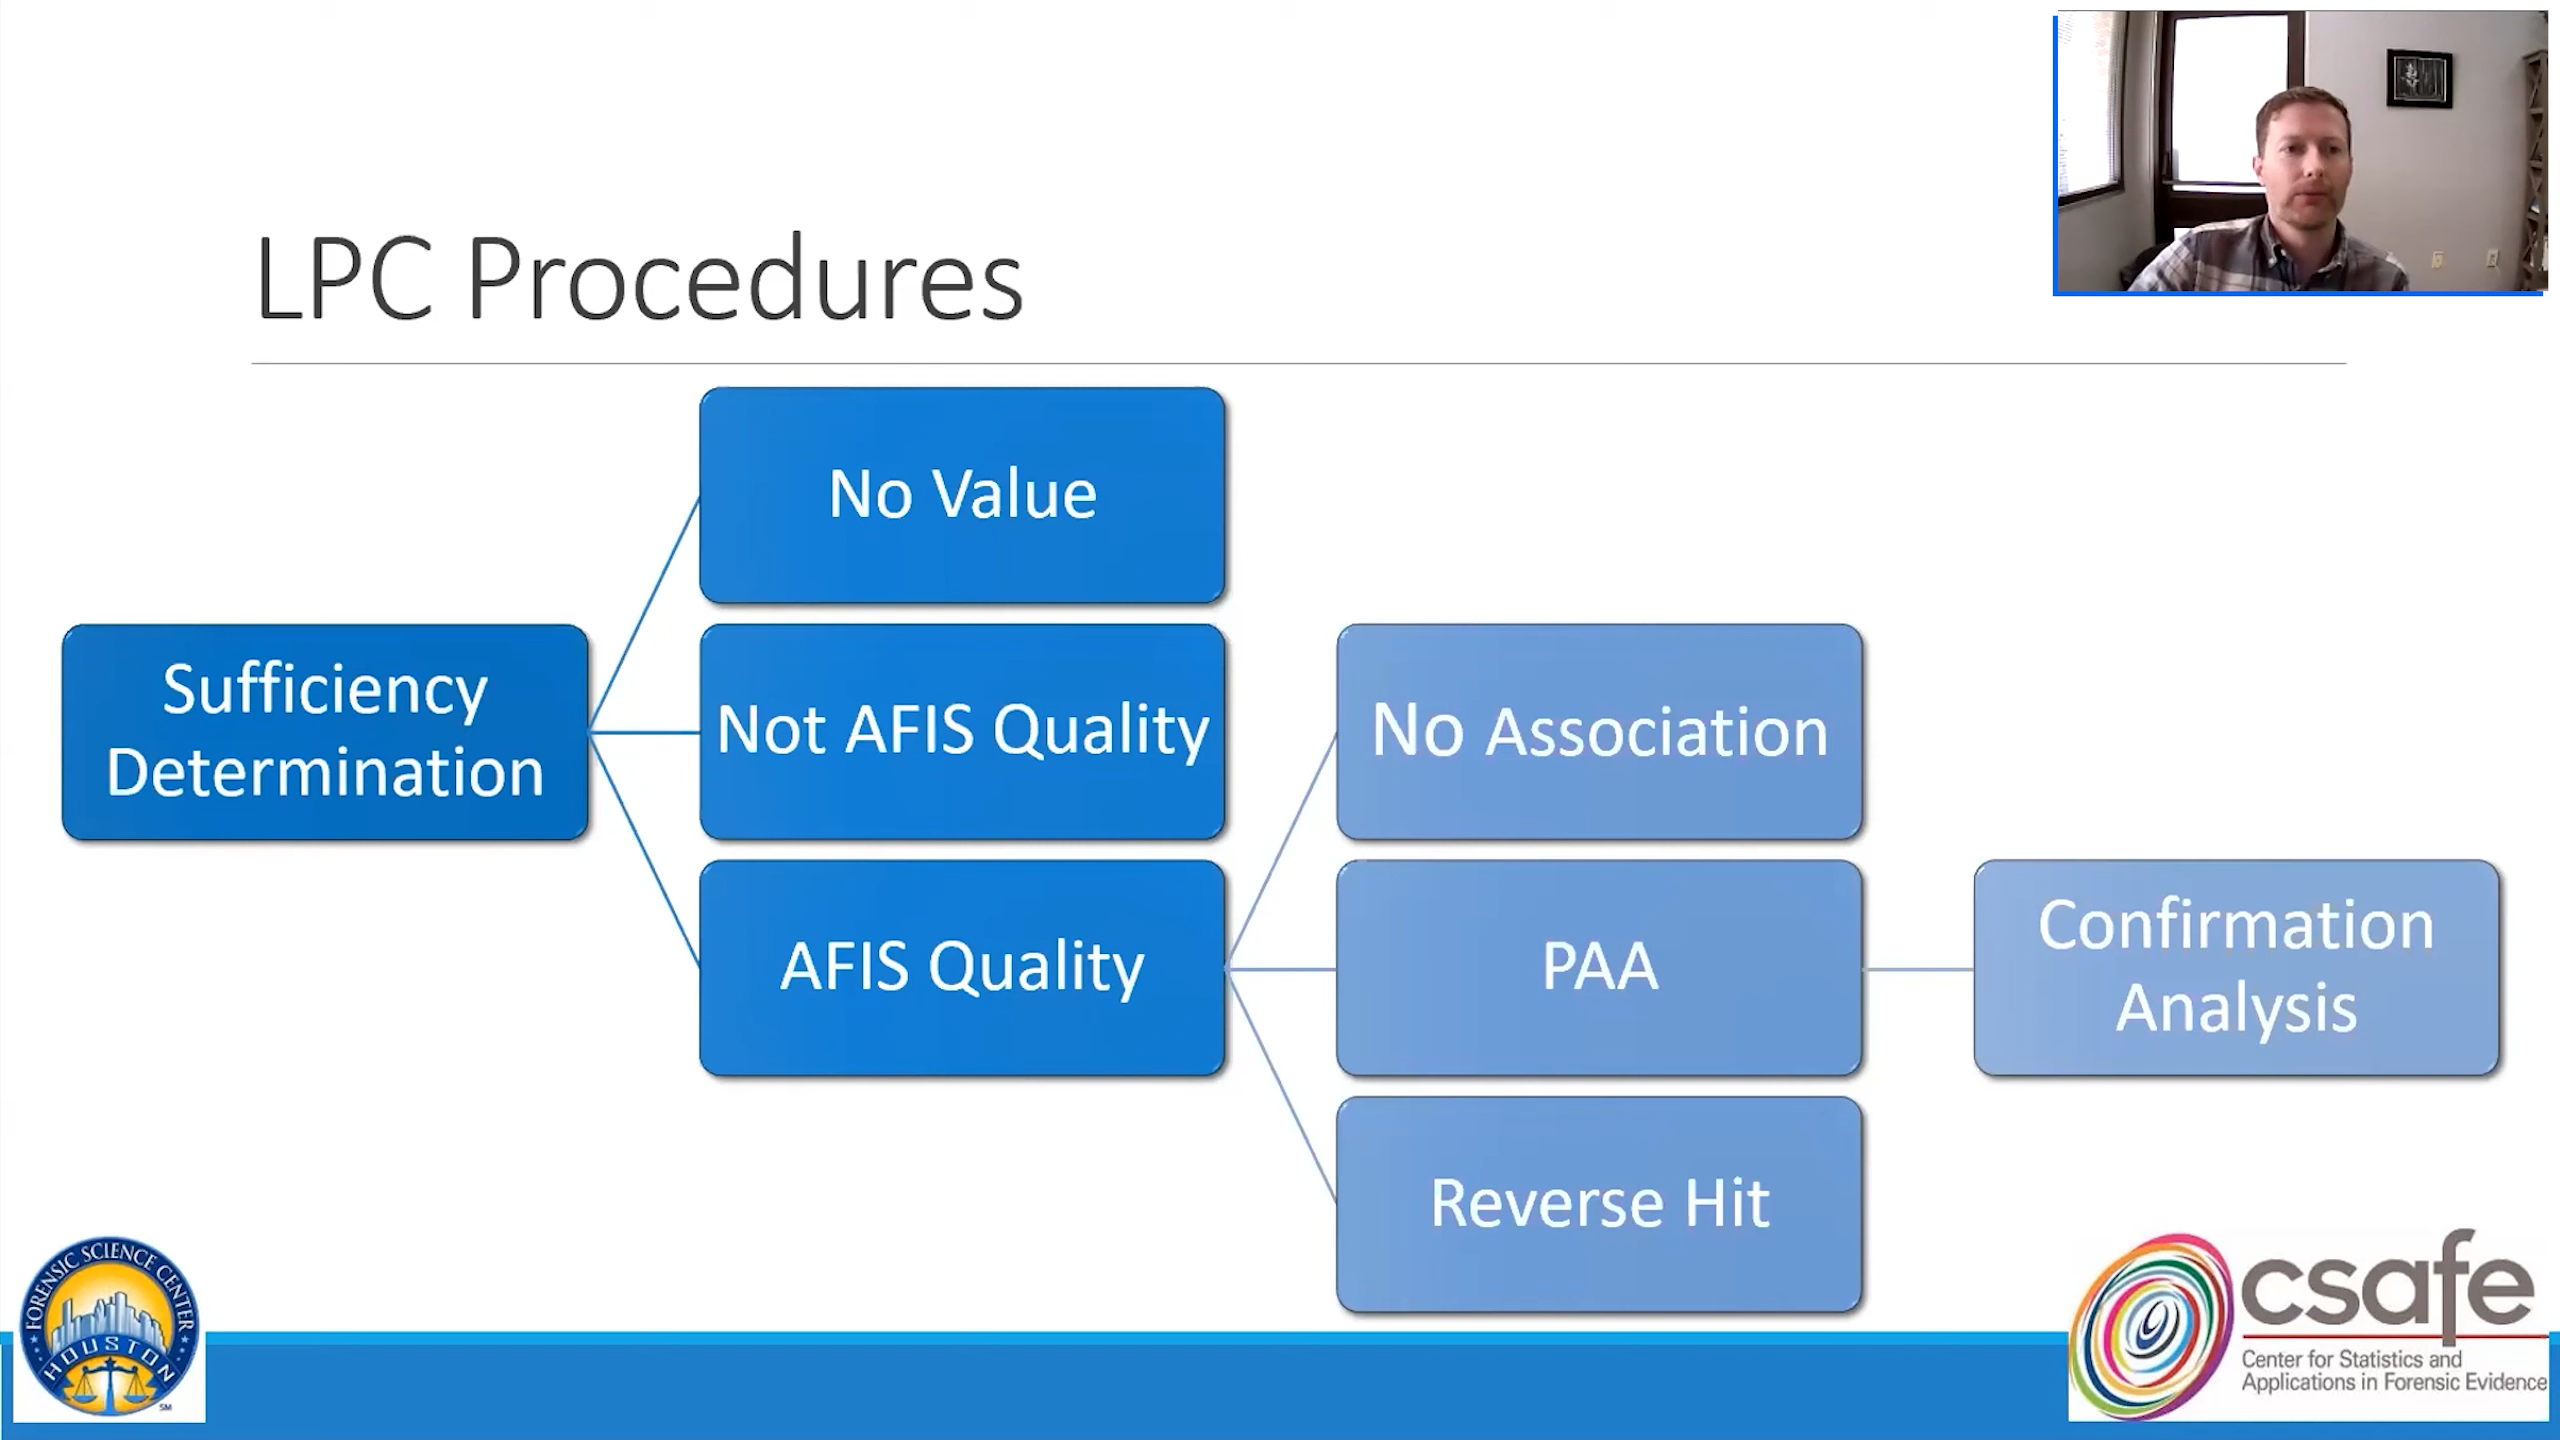 LPC Procedures
No Value
Sufficiency
Determination
Not AFIS Quality
No Association
AFIS Quality
PAA
Confirmation
Analysis
Reverse Hit
FORENSIC SCIENCE CENTER
HOUSTON
SM
csafe
Center for Statistics and
Applications in Forensic Evidence